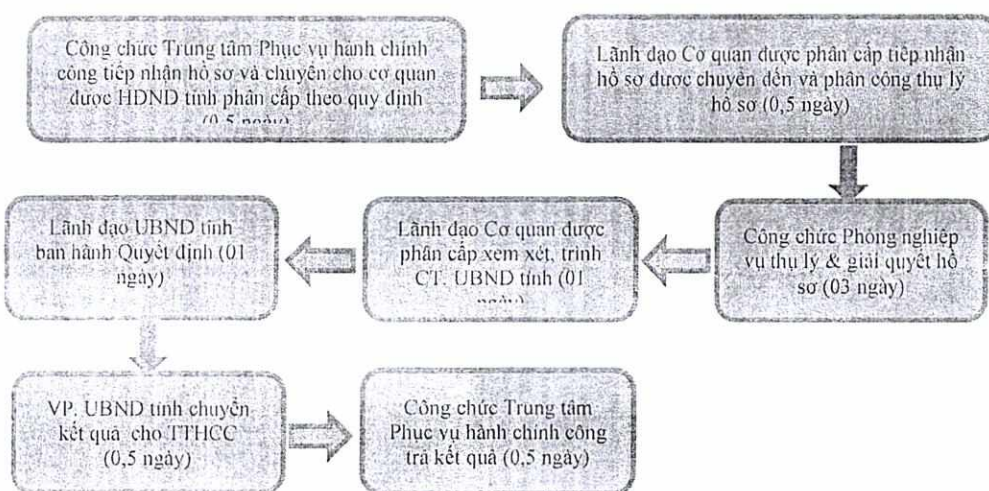 Công chức Trung tâm Phục vụ hành chính
công tiếp nhận hồ sơ và chuyển cho cơ quan
được HĐND tỉnh phân cấp theo quy định
(0,5 ngày)
Lãnh đạo Cơ quan được phân cấp tiếp nhận
hồ sơ được chuyển đến và phân công thụ lý
hồ sơ (0,5 ngày)
Công chức Phòng nghiệp
vụ thụ lý & giải quyết hồ
sơ (03 ngày)
Lãnh đạo Cơ quan được
phân cấp xem xét, trình
CT. UBND tỉnh (01
Lãnh đạo UBND tỉnh
ban hành Quyết định (01
ngày)
VP. UBND tỉnh chuyển
kết quả cho TTHCC
(0,5 ngày)
Công chức Trung tâm
Phục vụ hành chính công
trả kết quả (0,5 ngày)